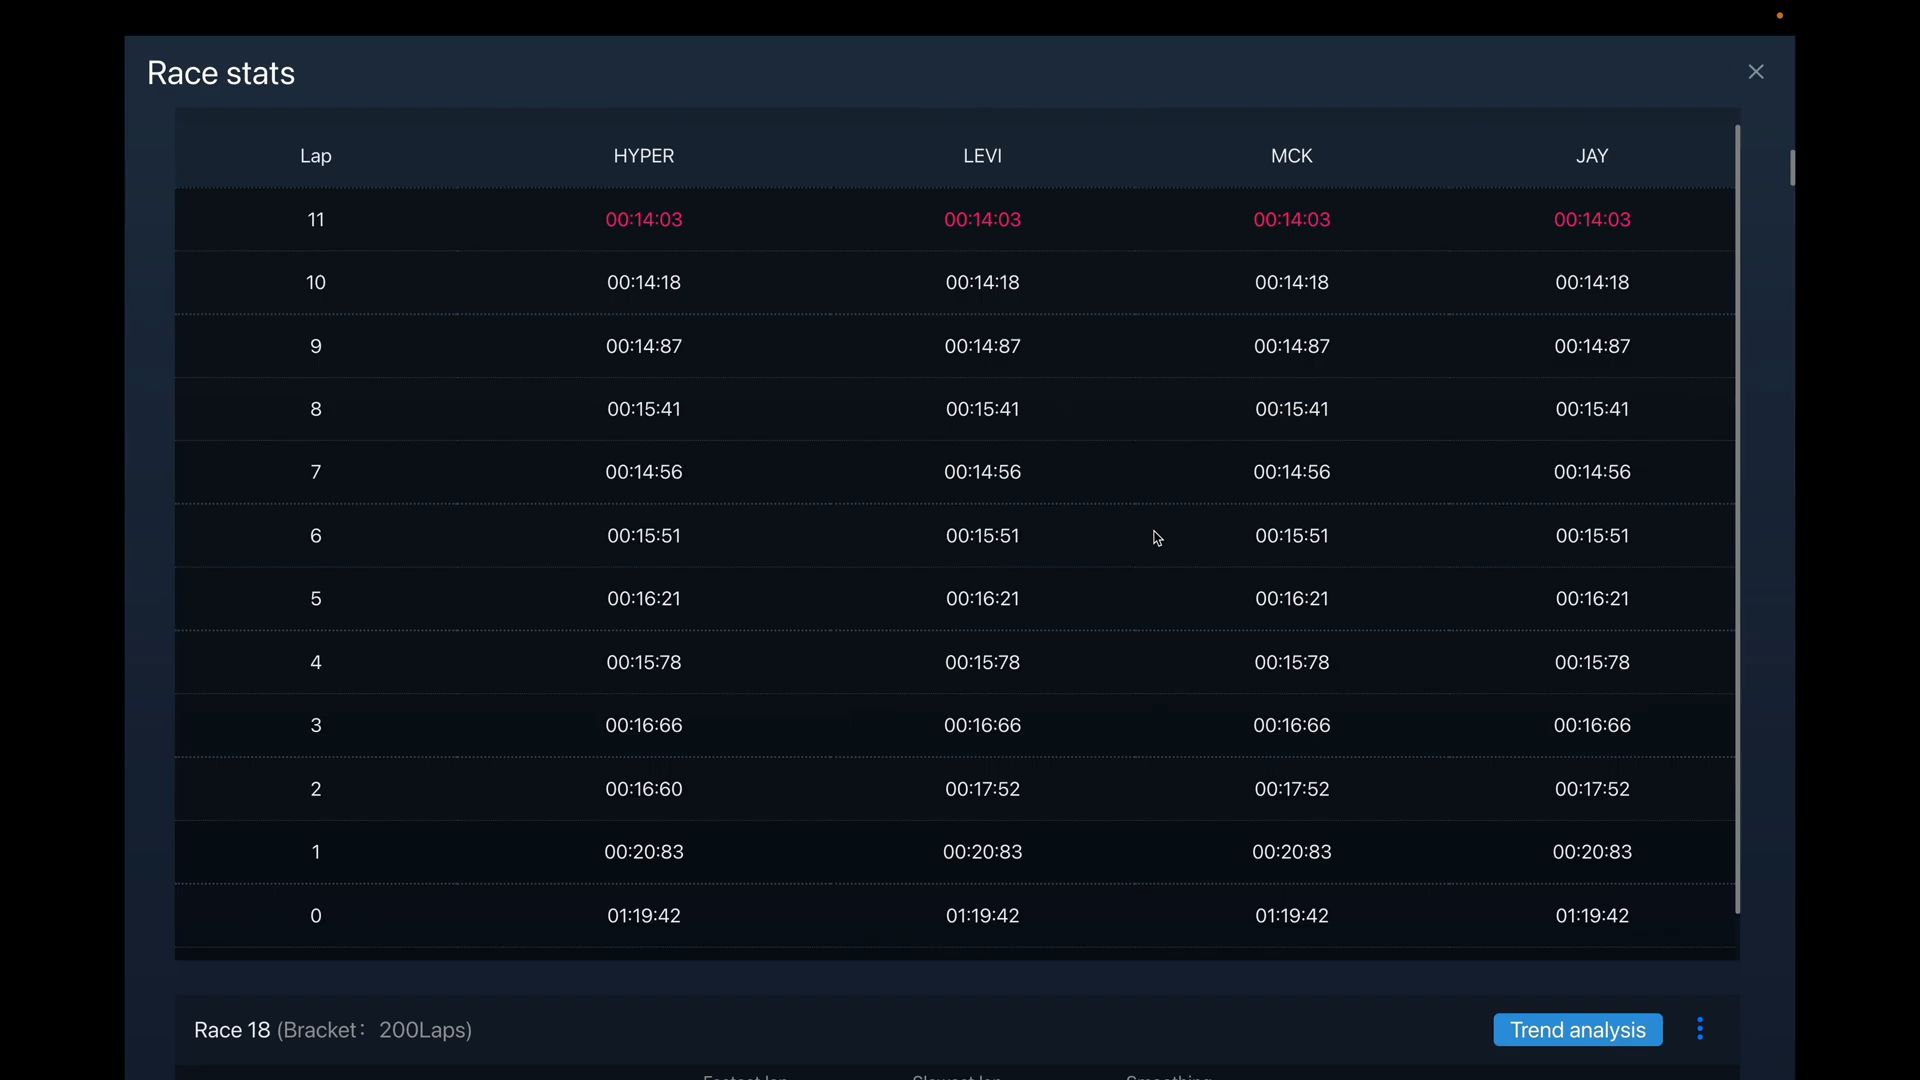 Race stats
Lap HYPER LEVI MCK JAY
11 00:14:03 00:14:03 00:14:03 00:14:03
10 00:14:18 00:14:18 00:14:18 00:14:18
9 00:14:87 00:14:87 00:14:87 00:14:87
8 00:15:41 00:15:41 00:15:41 00:15:41
7 00:14:56 00:14:56 00:14:56 00:14:56
6 00:15:51 00:15:51 00:15:51 00:15:51
5 00:16:21 00:16:21 00:16:21 00:16:21
4 00:15:78 00:15:78 00:15:78 00:15:78
3 00:16:66 00:16:66 00:16:66 00:16:66
2 00:16:60 00:17:52 00:17:52 00:17:52
1 00:20:83 00:20:83 00:20:83 00:20:83
0 01:19:42 01:19:42 01:19:42 01:19:42
Race 18 (Bracket: 200Laps) Trend analysis
Fastest lap Slowest lap Smoothing